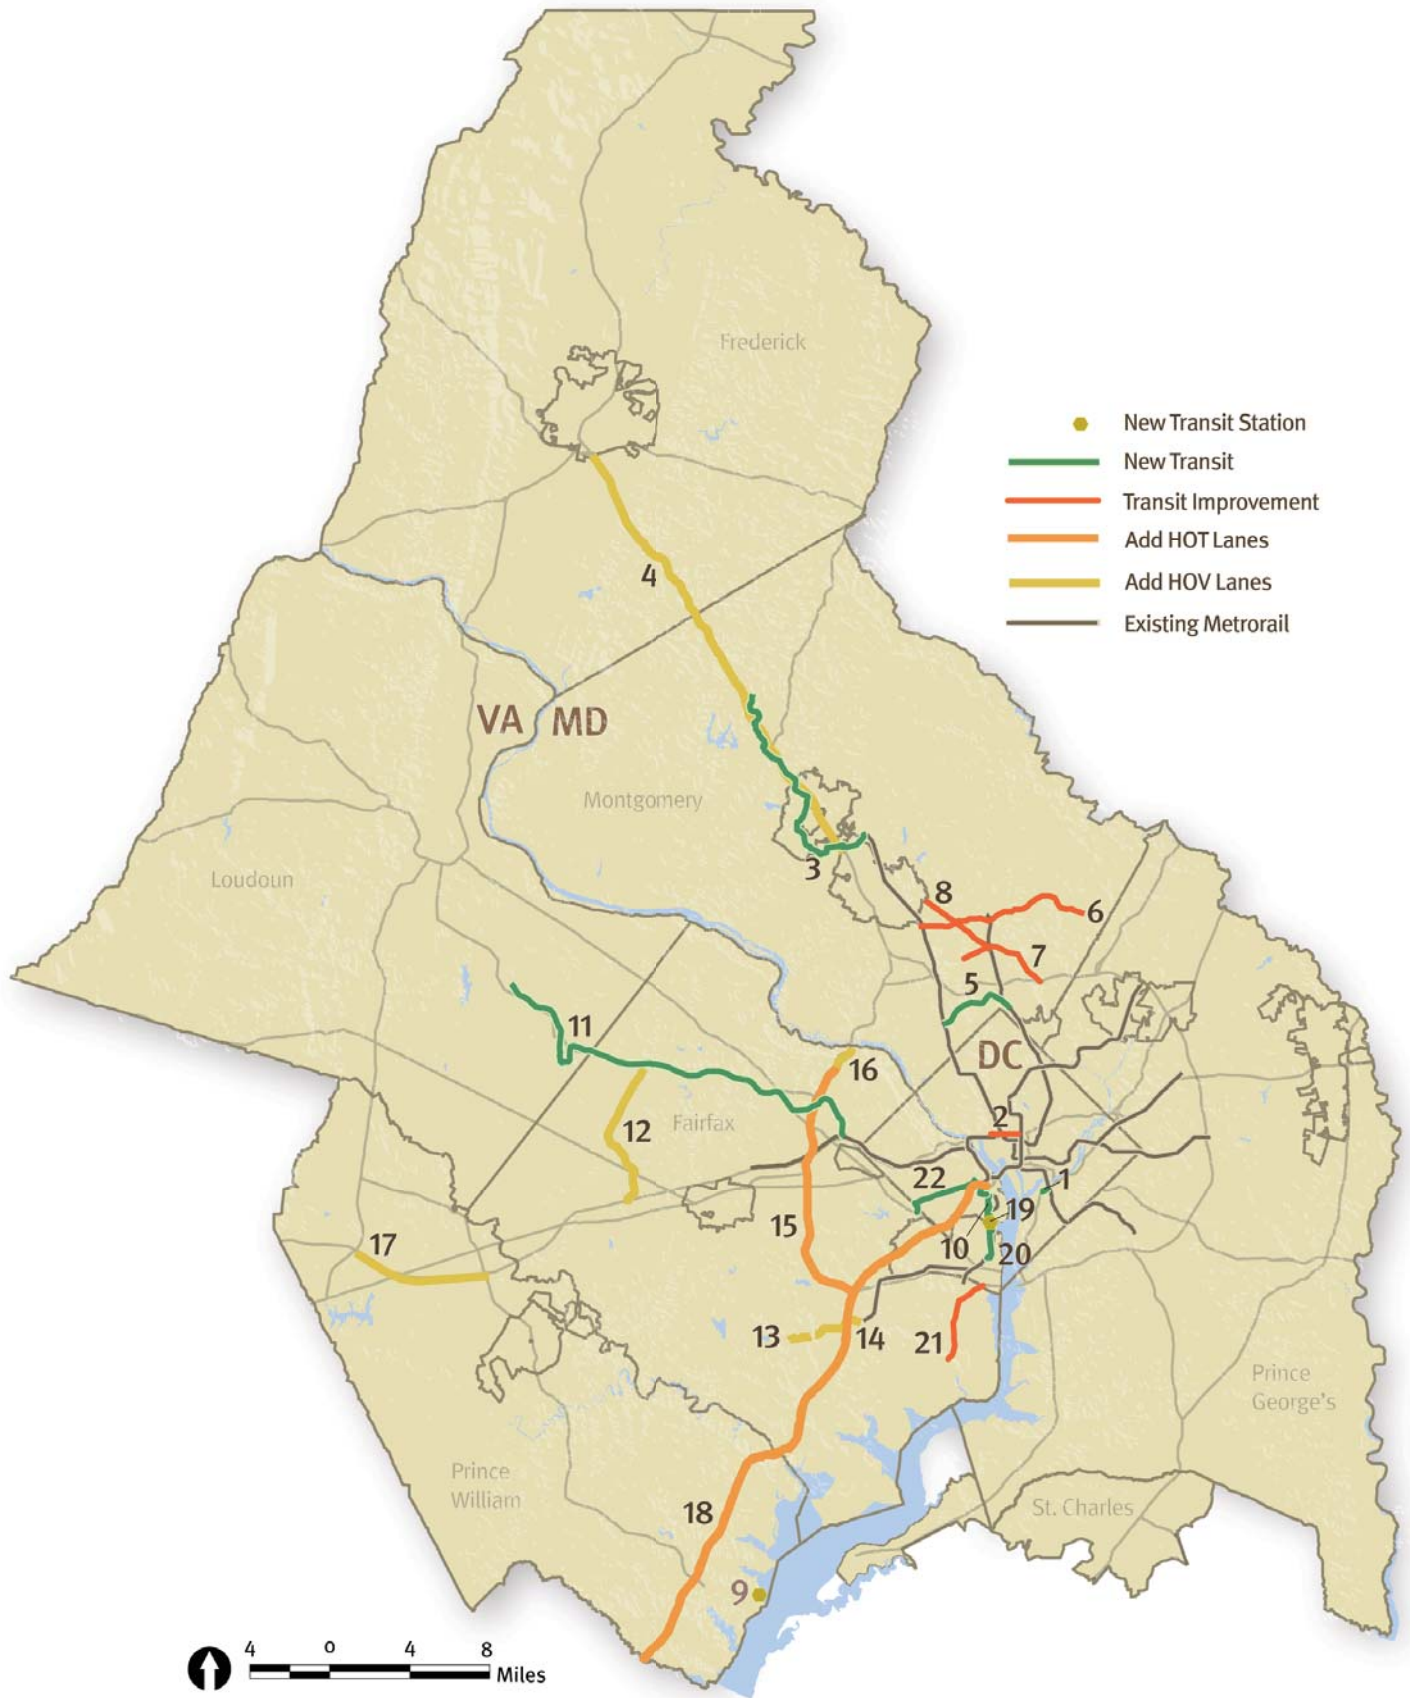 Frederick
New Transit Station
New Transit
Transit Improvement
Add HOT Lanes
Add HOV Lanes
Existing Metrorail
4
VA
MD
Montgomery
3
Loudoun
8
6
7
5
11
DC
16
2
12
Fairfax
22
1
19
15
10
20
17
13
14
21
Prince
George's
Prince
William
St. Charles
18
9
4
0
4
8
Miles